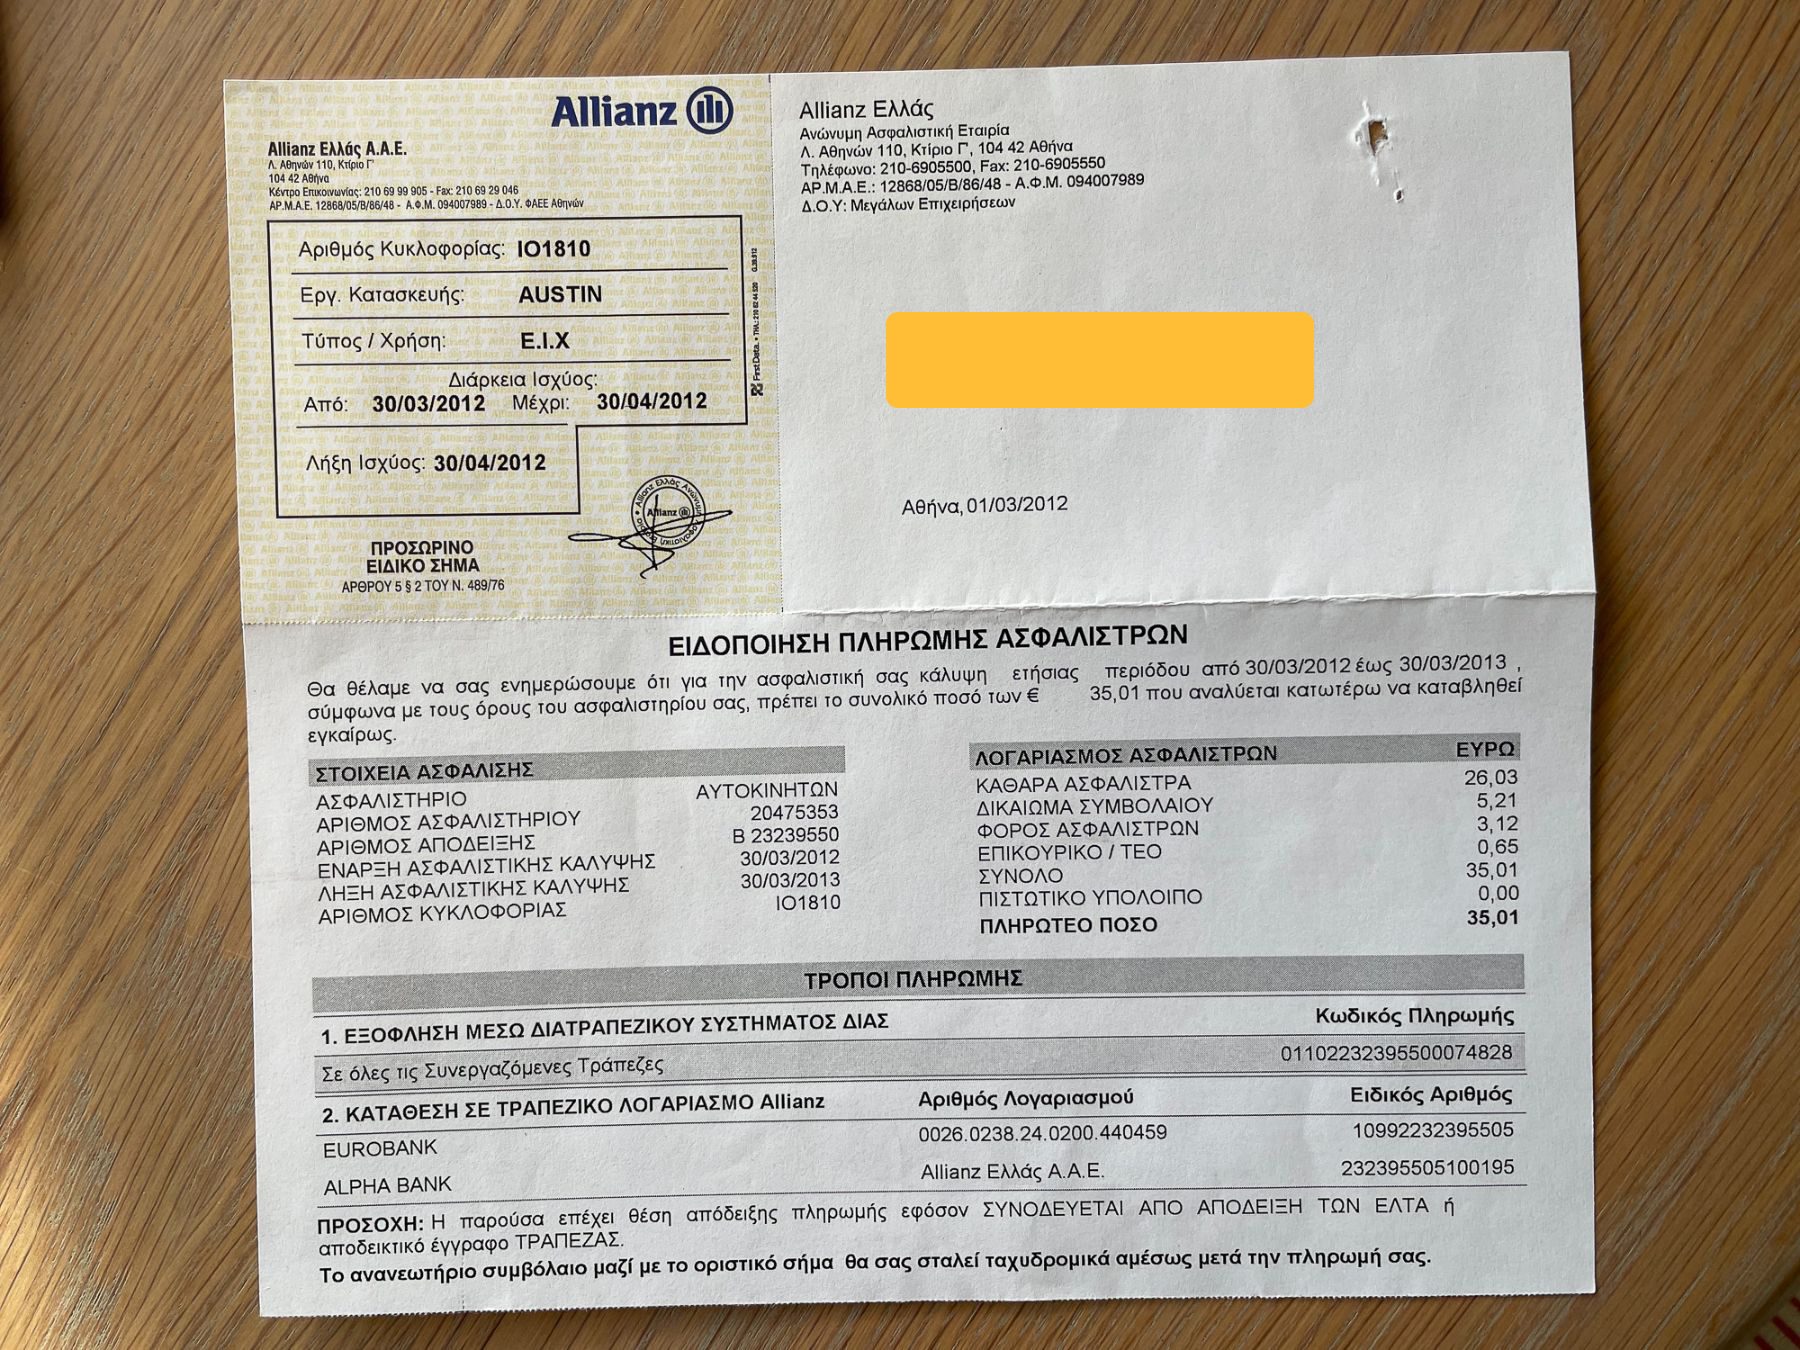 Allianz
Allianz Ελλάς Α.Α.Ε.
Λ. Αθηνών 110, Κτίριο Γ'
104 42 Αθήνα
Κέντρο Επικοινωνίας: 210 69 99 905 - Fax: 210 69 29 046
ΑΡ.Μ.Α.Ε. 12868/05/Β/86/48 - Α.Φ.Μ. 094007989 - Δ.Ο.Υ. ΦΑΕΕ Αθηνών
Αριθμός Κυκλοφορίας: ΙΟ1810
Εργ. Κατασκευής: AUSTIN
Τύπος / Χρήση: Ε.Ι.Χ
Διάρκεια Ισχύος:
Από: 30/03/2012 Μέχρι: 30/04/2012
Λήξη Ισχύος: 30/04/2012
ΠΡΟΣΩΡΙΝΟ
ΕΙΔΙΚΟ ΣΗΜΑ
ΑΡΘΡΟΥ 5 § 2 ΤΟΥ Ν. 489/76
Allianz
First Data. • ΤΗΛ.: 210 62 44 520
Allianz Ελλάς
Ανώνυμη Ασφαλιστική Εταιρία
Λ. Αθηνών 110, Κτίριο Γ', 104 42 Αθήνα
Τηλέφωνο: 210-6905500, Fax: 210-6905550
ΑΡ.Μ.Α.Ε.: 12868/05/Β/86/48 - Α.Φ.Μ. 094007989
Δ.Ο.Υ: Μεγάλων Επιχειρήσεων
Αθήνα, 01/03/2012
ΕΙΔΟΠΟΙΗΣΗ ΠΛΗΡΩΜΗΣ ΑΣΦΑΛΙΣΤΡΩΝ
Θα θέλαμε να σας ενημερώσουμε ότι για την ασφαλιστική σας κάλυψη ετήσιας περιόδου από 30/03/2012 έως 30/03/2013 ,
σύμφωνα με τους όρους του ασφαλιστηρίου σας, πρέπει το συνολικό ποσό των € 35,01 που αναλύεται κατωτέρω να καταβληθεί
εγκαίρως.
ΣΤΟΙΧΕΙΑ ΑΣΦΑΛΙΣΗΣ
ΑΣΦΑΛΙΣΤΗΡΙΟ ΑΥΤΟΚΙΝΗΤΩΝ
ΑΡΙΘΜΟΣ ΑΣΦΑΛΙΣΤΗΡΙΟΥ 20475353
ΑΡΙΘΜΟΣ ΑΠΟΔΕΙΞΗΣ Β 23239550
ΕΝΑΡΞΗ ΑΣΦΑΛΙΣΤΙΚΗΣ ΚΑΛΥΨΗΣ 30/03/2012
ΛΗΞΗ ΑΣΦΑΛΙΣΤΙΚΗΣ ΚΑΛΥΨΗΣ 30/03/2013
ΑΡΙΘΜΟΣ ΚΥΚΛΟΦΟΡΙΑΣ ΙΟ1810
ΛΟΓΑΡΙΑΣΜΟΣ ΑΣΦΑΛΙΣΤΡΩΝ ΕΥΡΩ
ΚΑΘΑΡΑ ΑΣΦΑΛΙΣΤΡΑ 26,03
ΔΙΚΑΙΩΜΑ ΣΥΜΒΟΛΑΙΟΥ 5,21
ΦΟΡΟΣ ΑΣΦΑΛΙΣΤΡΩΝ 3,12
ΕΠΙΚΟΥΡΙΚΟ / ΤΕΟ 0,65
ΣΥΝΟΛΟ 35,01
ΠΙΣΤΩΤΙΚΟ ΥΠΟΛΟΙΠΟ 0,00
ΠΛΗΡΩΤΕΟ ΠΟΣΟ 35,01
ΤΡΟΠΟΙ ΠΛΗΡΩΜΗΣ
1. ΕΞΟΦΛΗΣΗ ΜΕΣΩ ΔΙΑΤΡΑΠΕΖΙΚΟΥ ΣΥΣΤΗΜΑΤΟΣ ΔΙΑΣ Κωδικός Πληρωμής
Σε όλες τις Συνεργαζόμενες Τράπεζες 01102232395500074828
2. ΚΑΤΑΘΕΣΗ ΣΕ ΤΡΑΠΕΖΙΚΟ ΛΟΓΑΡΙΑΣΜΟ Allianz Αριθμός Λογαριασμού Ειδικός Αριθμός
EUROBANK 0026.0238.24.0200.440459 10992232395505
ALPHA BANK Allianz Ελλάς Α.Α.Ε. 232395505100195
ΠΡΟΣΟΧΗ: Η παρούσα επέχει θέση απόδειξης πληρωμής εφόσον ΣΥΝΟΔΕΥΕΤΑΙ ΑΠΟ ΑΠΟΔΕΙΞΗ ΤΩΝ ΕΛΤΑ ή
αποδεικτικό έγγραφο ΤΡΑΠΕΖΑΣ.
Το ανανεωτήριο συμβόλαιο μαζί με το οριστικό σήμα θα σας σταλεί ταχυδρομικά αμέσως μετά την πληρωμή σας.